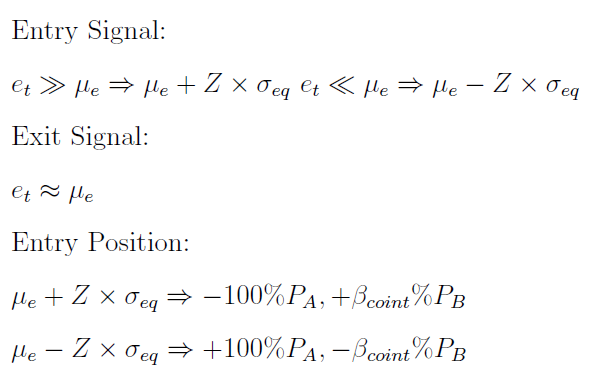 Entry Signal:
e_t ≫ μ_e ⇒ μ_e + Z × σ_eq e_t ≪ μ_e ⇒ μ_e − Z × σ_eq
Exit Signal:
e_t ≈ μ_e
Entry Position:
μ_e + Z × σ_eq ⇒ −100%P_A, +β_coint%P_B
μ_e − Z × σ_eq ⇒ +100%P_A, −β_coint%P_B